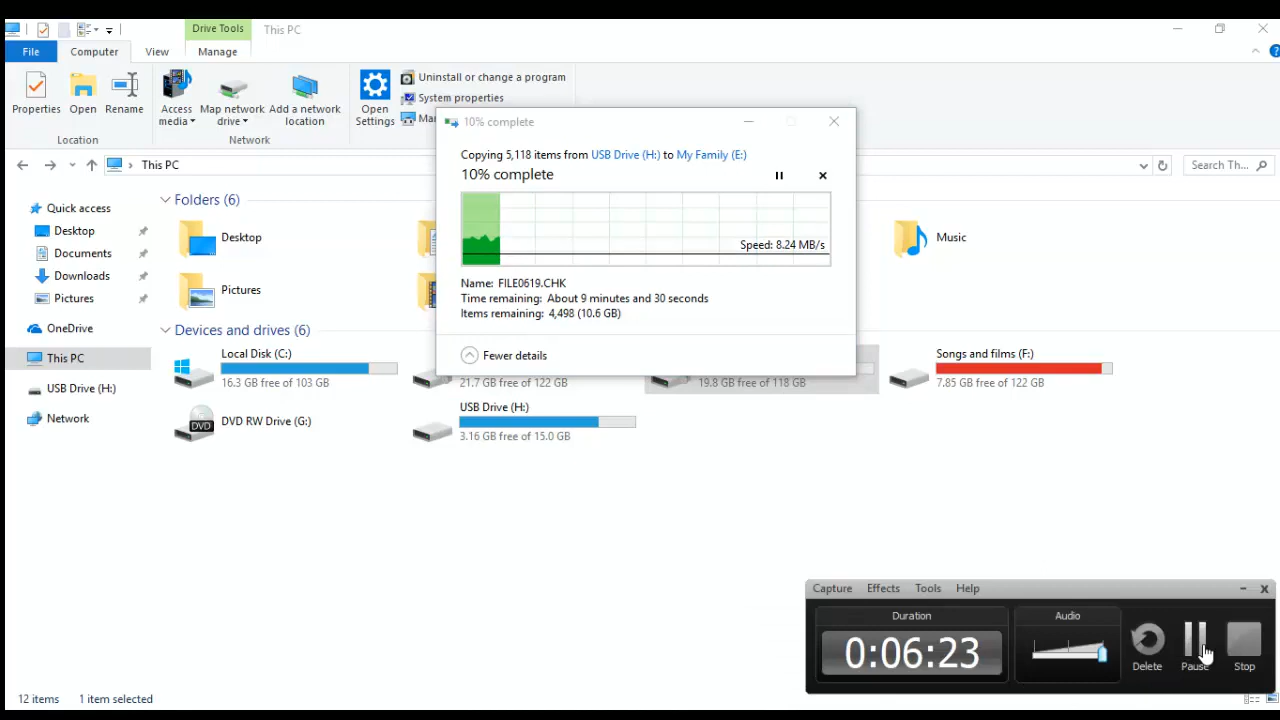 Drive Tools
This PC
File
Computer
View
Manage
Properties
Open
Rename
Access media
Map network drive
Add a network location
Open Settings
Uninstall or change a program
System properties
Location
Network
This PC
Search Th...
10% complete
Copying 5,118 items from USB Drive (H:) to My Family (E:)
10% complete
Speed: 8.24 MB/s
Name: FILE0619.CHK
Time remaining: About 9 minutes and 30 seconds
Items remaining: 4,498 (10.6 GB)
Fewer details
Quick access
Desktop
Documents
Downloads
Pictures
OneDrive
This PC
USB Drive (H:)
Network
Folders (6)
Desktop
Music
Pictures
Devices and drives (6)
Local Disk (C:)
16.3 GB free of 103 GB
21.7 GB free of 122 GB
19.8 GB free of 118 GB
Songs and films (F:)
7.85 GB free of 122 GB
DVD
DVD RW Drive (G:)
USB Drive (H:)
3.16 GB free of 15.0 GB
Capture
Effects
Tools
Help
Duration
0:06:23
Audio
Delete
Pause
Stop
12 items
1 item selected